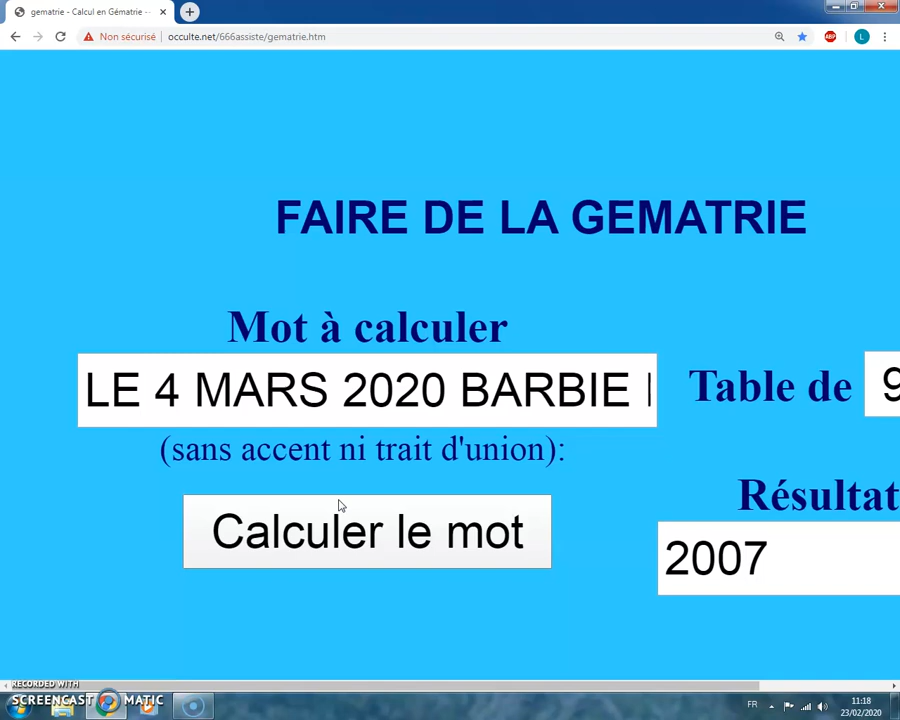 gematrie - Calcul en Gématrie -
Non sécurisé occulte.net/666assiste/gematrie.htm
ABP
L
FAIRE DE LA GEMATRIE
Mot à calculer
LE 4 MARS 2020 BARBIE
Table de 9
(sans accent ni trait d'union):
Calculer le mot
Résultat
2007
RECORDED WITH
SCREENCAST MATIC
FR
11:18
23/02/2020